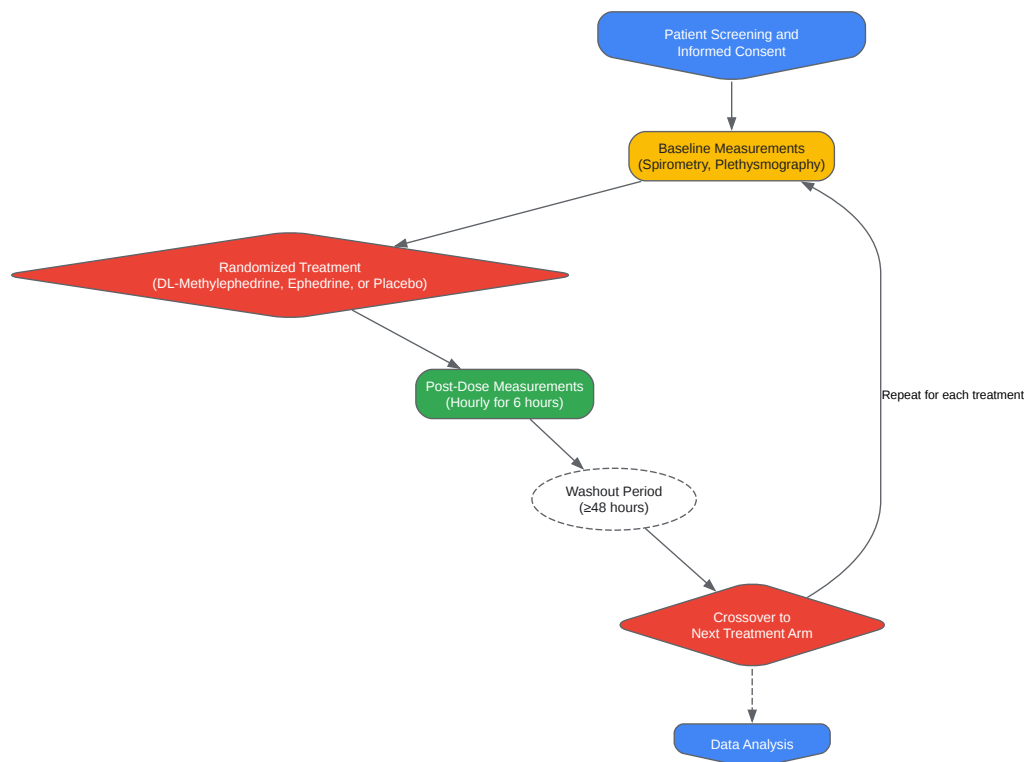 Patient Screening and
Informed Consent
Baseline Measurements
(Spirometry, Plethysmography)
Randomized Treatment
(DL-Methylephedrine, Ephedrine, or Placebo)
Post-Dose Measurements
(Hourly for 6 hours)
Repeat for each treatment
Washout Period
(≥48 hours)
Crossover to
Next Treatment Arm
Data Analysis